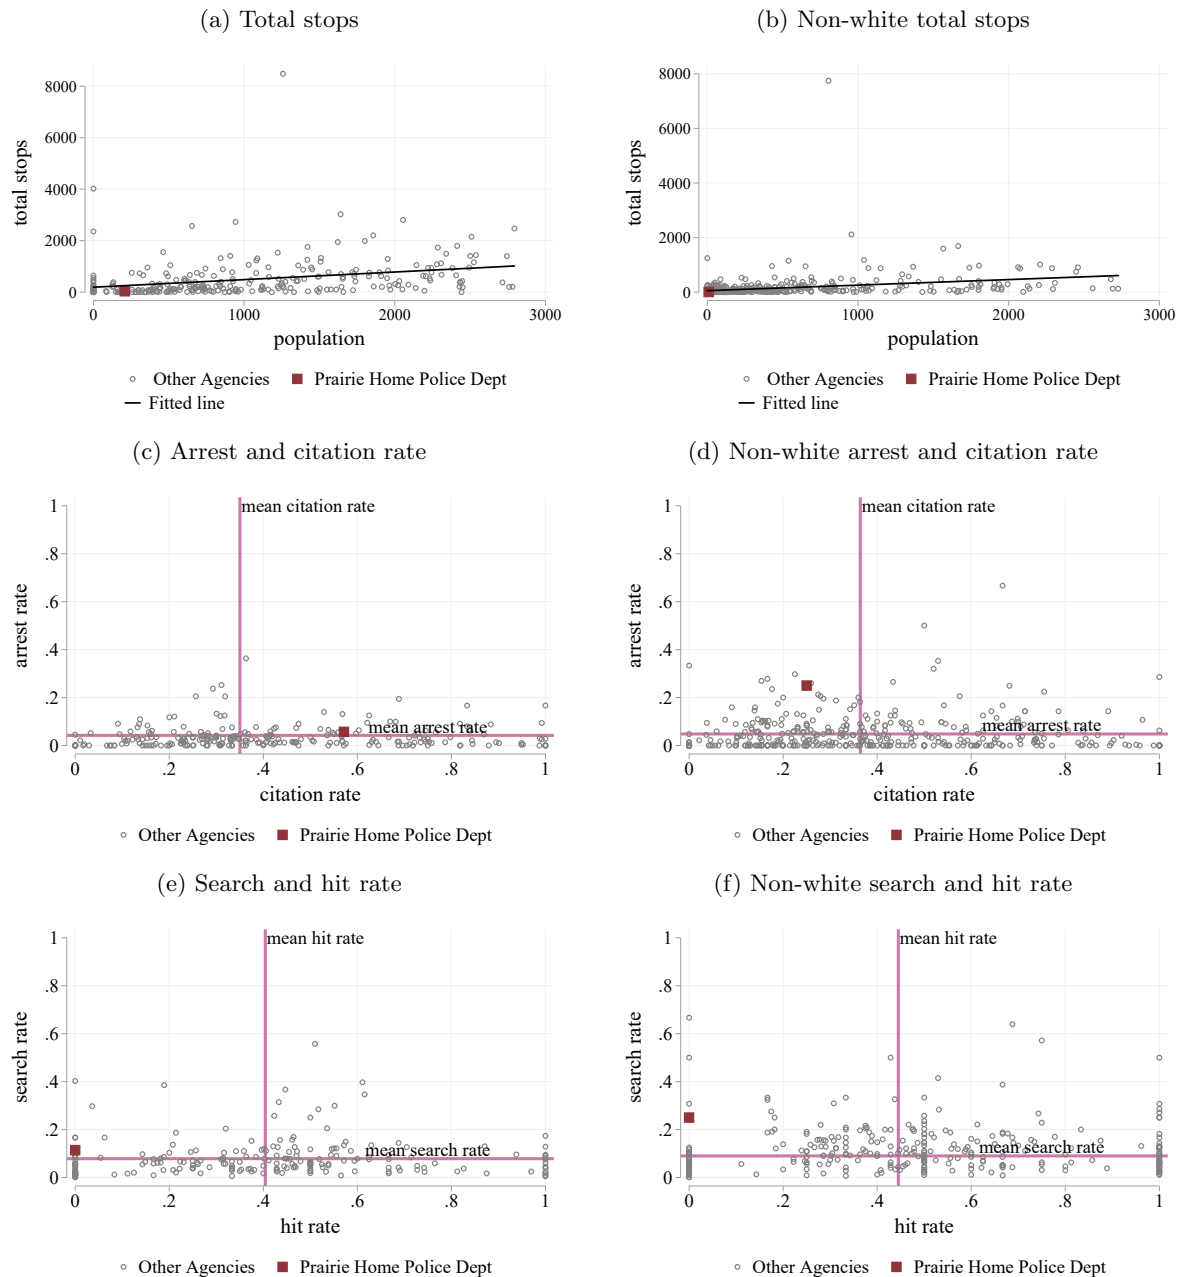 (a) Total stops
8000
6000
4000
2000
0
total stops
0 1000 2000 3000
population
Other Agencies Prairie Home Police Dept
Fitted line
(b) Non-white total stops
8000
6000
4000
2000
0
total stops
0 1000 2000 3000
population
Other Agencies Prairie Home Police Dept
Fitted line
(c) Arrest and citation rate
mean citation rate
1
.8
.6
.4
.2
0
arrest rate
mean arrest rate
0 .2 .4 .6 .8 1
citation rate
Other Agencies Prairie Home Police Dept
(d) Non-white arrest and citation rate
mean citation rate
1
.8
.6
.4
.2
0
arrest rate
mean arrest rate
0 .2 .4 .6 .8 1
citation rate
Other Agencies Prairie Home Police Dept
(e) Search and hit rate
mean hit rate
1
.8
.6
.4
.2
0
search rate
mean search rate
0 .2 .4 .6 .8 1
hit rate
Other Agencies Prairie Home Police Dept
(f) Non-white search and hit rate
mean hit rate
1
.8
.6
.4
.2
0
search rate
mean search rate
0 .2 .4 .6 .8 1
hit rate
Other Agencies Prairie Home Police Dept